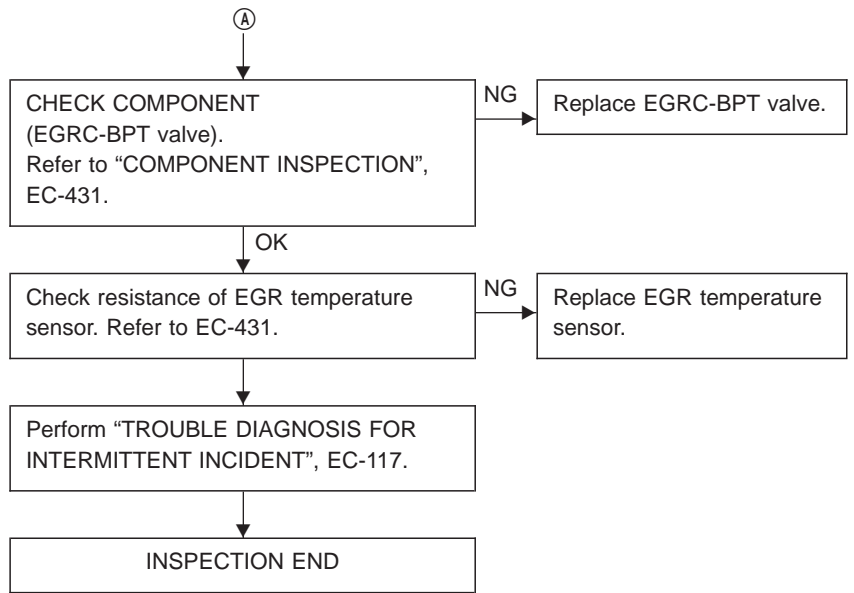 Ⓐ
CHECK COMPONENT
(EGRC-BPT valve).
Refer to “COMPONENT INSPECTION”,
EC-431.
NG
Replace EGRC-BPT valve.
OK
Check resistance of EGR temperature
sensor. Refer to EC-431.
NG
Replace EGR temperature
sensor.
Perform “TROUBLE DIAGNOSIS FOR
INTERMITTENT INCIDENT”, EC-117.
INSPECTION END